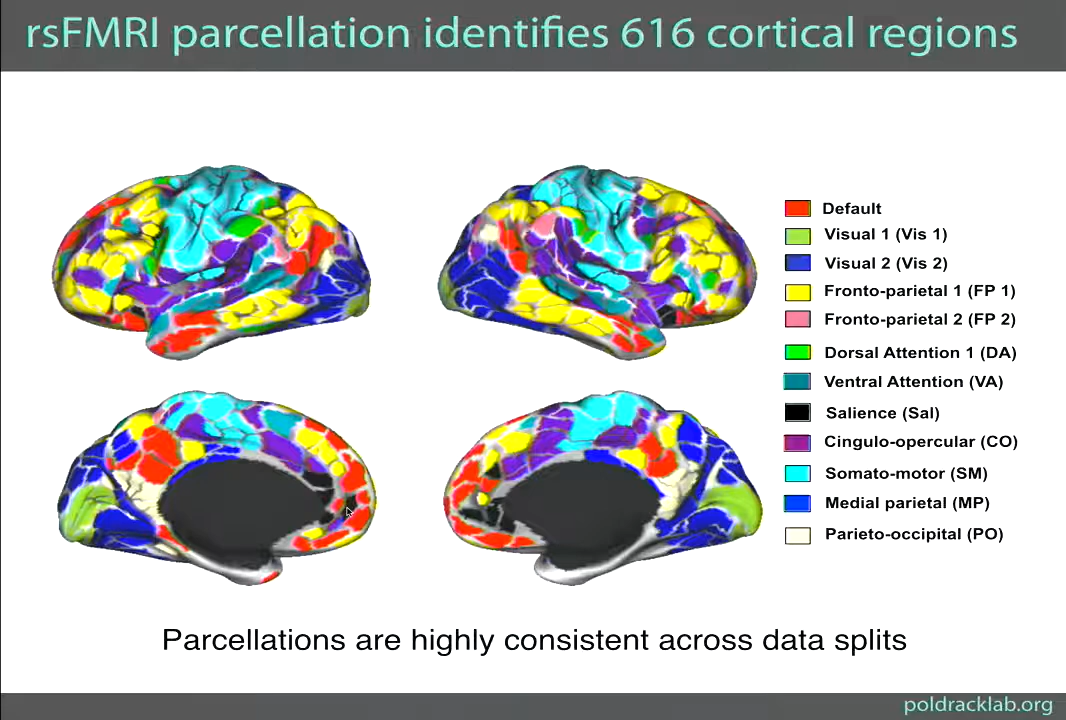 rsFMRI parcellation identifies 616 cortical regions
Default
Visual 1 (Vis 1)
Visual 2 (Vis 2)
Fronto-parietal 1 (FP 1)
Fronto-parietal 2 (FP 2)
Dorsal Attention 1 (DA)
Ventral Attention (VA)
Salience (Sal)
Cingulo-opercular (CO)
Somato-motor (SM)
Medial parietal (MP)
Parieto-occipital (PO)
Parcellations are highly consistent across data splits
poldracklab.org